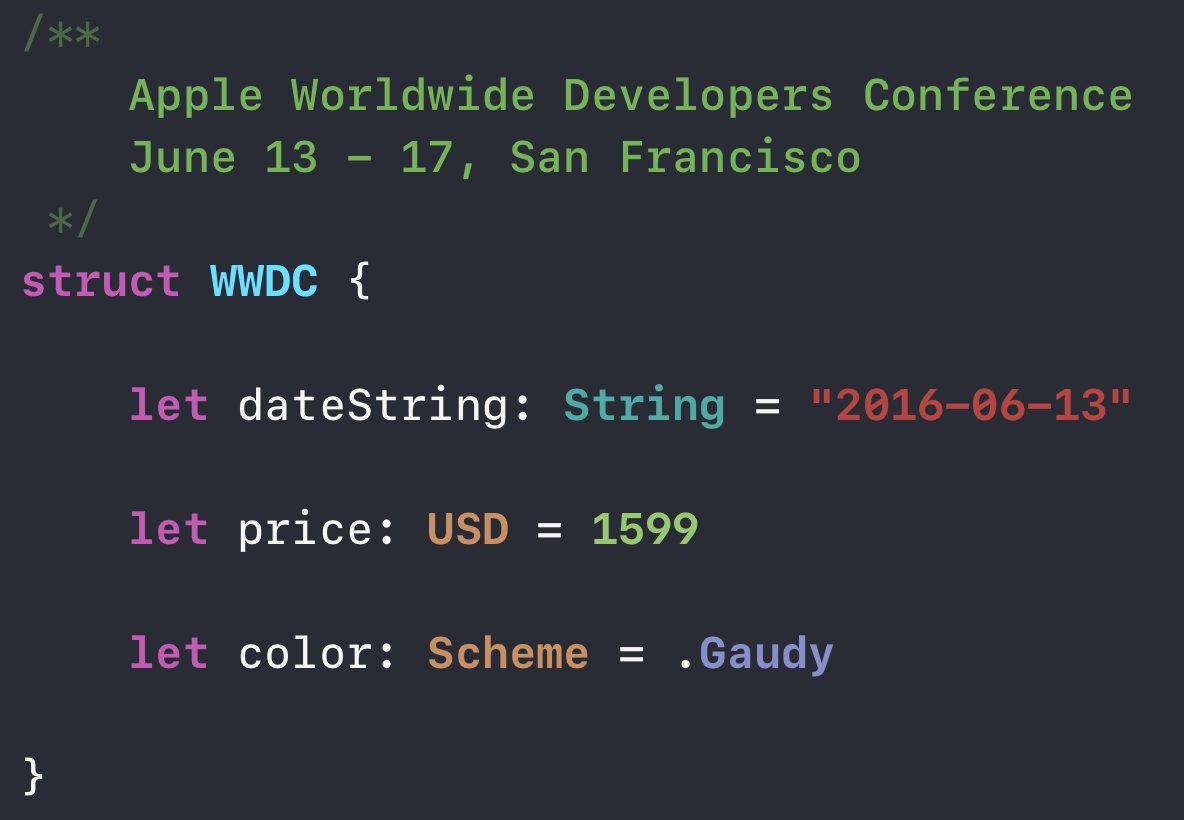 /**
    Apple Worldwide Developers Conference
    June 13 – 17, San Francisco
 */
struct WWDC {
    let dateString: String = "2016-06-13"
    let price: USD = 1599
    let color: Scheme = .Gaudy
}